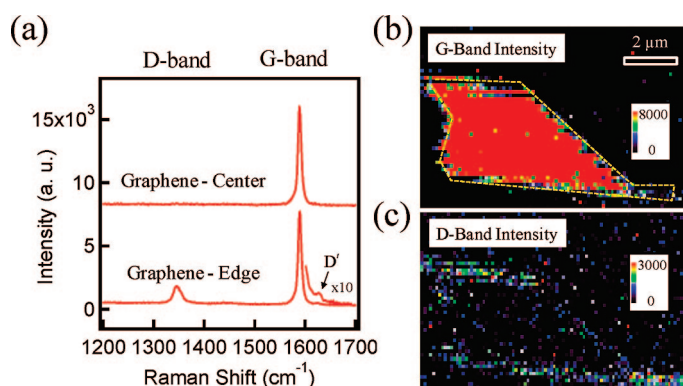 (a)
D-band G-band
15x10³
10
5
0
Intensity (a. u.)
Graphene - Center
Graphene - Edge
D'
x10
1200 1300 1400 1500 1600 1700
Raman Shift (cm⁻¹)
(b)
G-Band Intensity
2 µm
8000
0
(c)
D-Band Intensity
3000
0